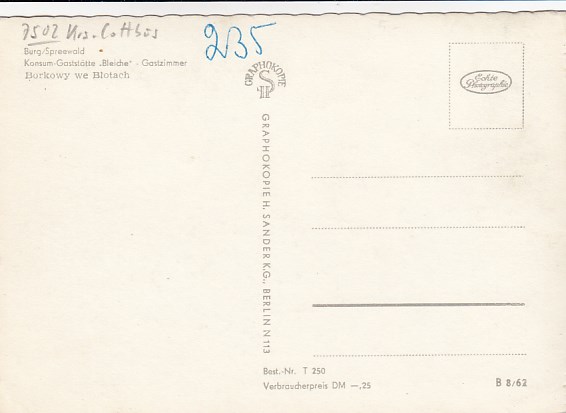 7502 Krs. Cottbus
235
Burg/Spreewald
Konsum-Gaststätte „Bleiche" - Gastzimmer
Borkowy we Błotach
GRAPHOKOPIE
H S
Echte
Photographie
GRAPHOKOPIE H. SANDER K.G., BERLIN N 113
Best.-Nr. T 250
Verbraucherpreis DM —,25
B 8/62